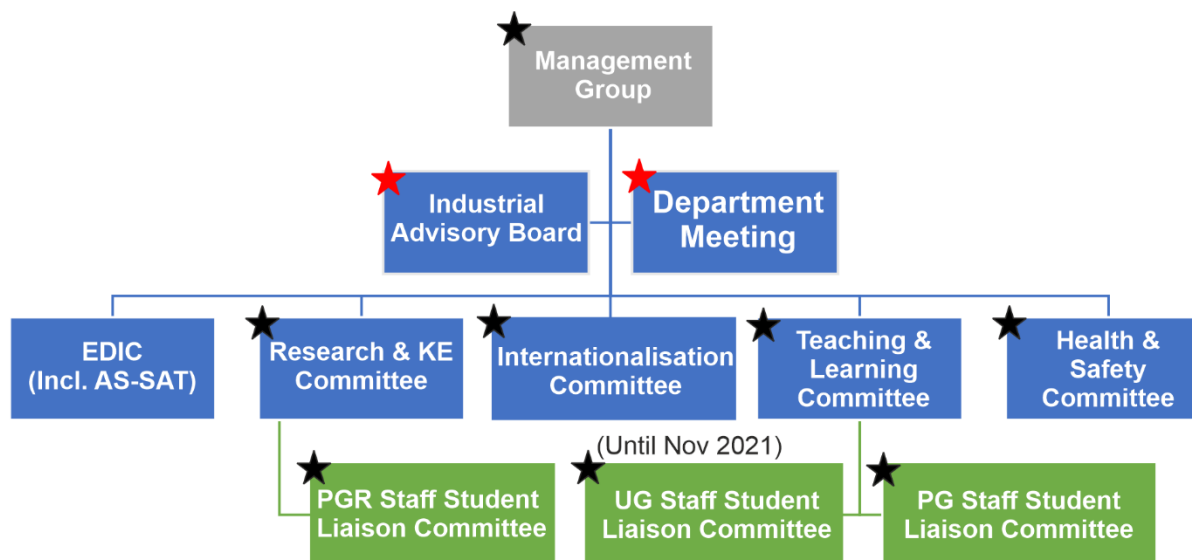 Management
Group
Industrial
Advisory Board
Department
Meeting
EDIC
(Incl. AS-SAT)
Research & KE
Committee
Internationalisation
Committee
Teaching &
Learning
Committee
Health &
Safety
Committee
(Until Nov 2021)
PGR Staff Student
Liaison Committee
UG Staff Student
Liaison Committee
PG Staff Student
Liaison Committee